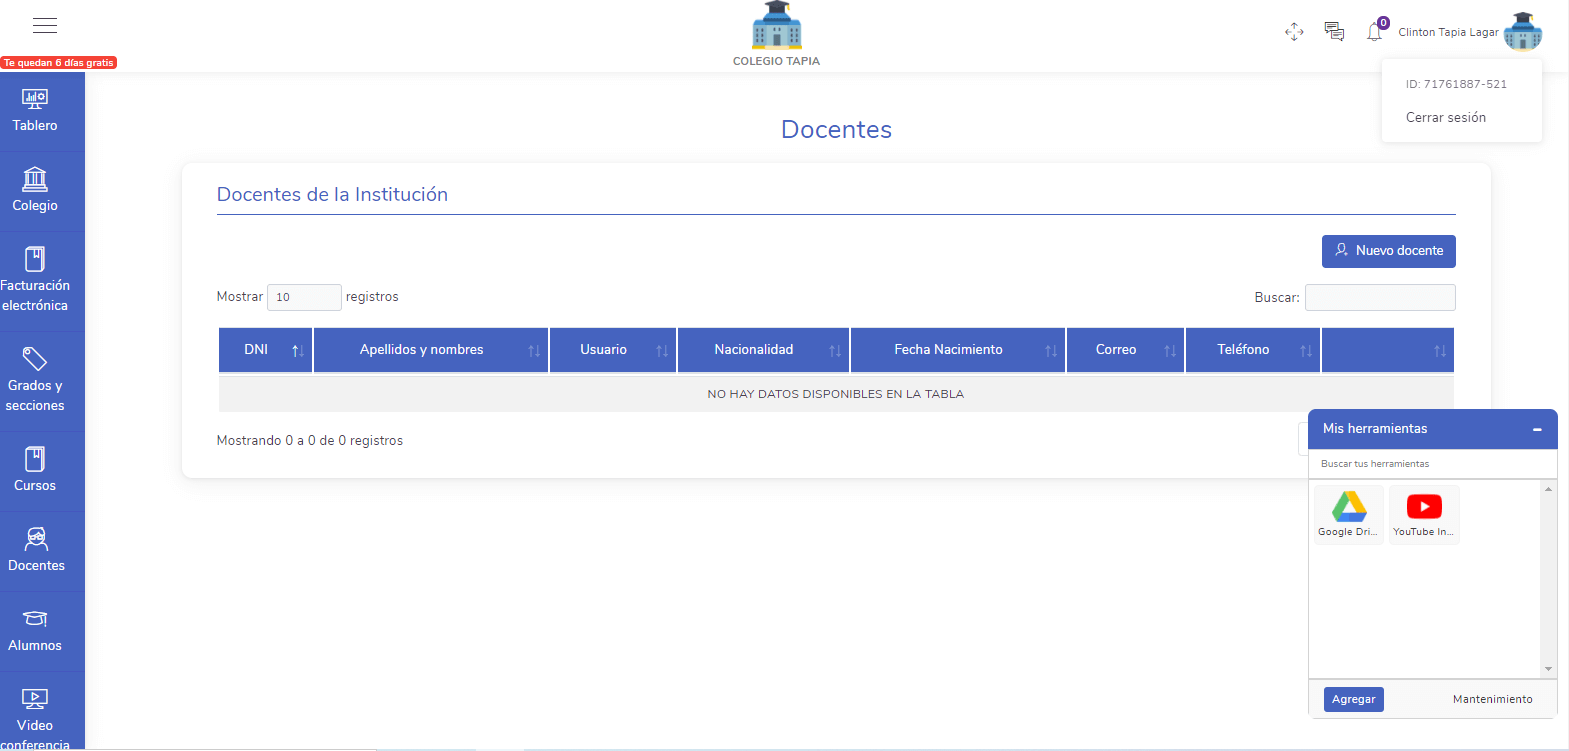 COLEGIO TAPIA
0
Clinton Tapia Lagar
Te quedan 6 días gratis
ID: 71761887-521
Cerrar sesión
Tablero
Colegio
Facturación
electrónica
Grados y
secciones
Cursos
Docentes
Alumnos
Video
conferencia
Docentes
Docentes de la Institución
Nuevo docente
Mostrar 10 registros
Buscar:
DNI Apellidos y nombres Usuario Nacionalidad Fecha Nacimiento Correo Teléfono
NO HAY DATOS DISPONIBLES EN LA TABLA
Mostrando 0 a 0 de 0 registros
Mis herramientas
Buscar tus herramientas
Google Dri... YouTube In...
Agregar Mantenimiento